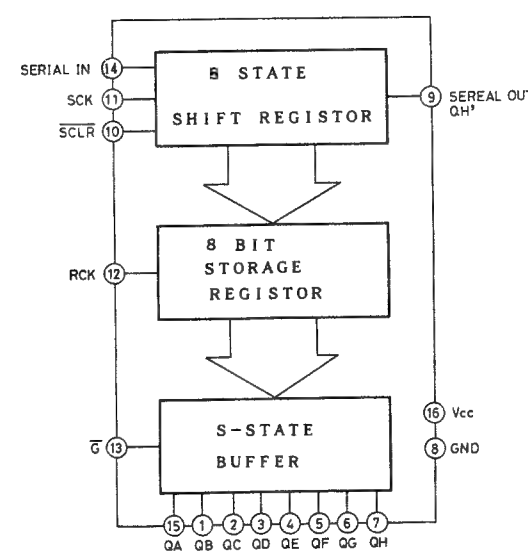 8 STATE
SERIAL IN 14
SCK 11
SHIFT REGISTOR
9 SEREAL OUT
QH'
SCLR 10
8 BIT
STORAGE
RCK 12
REGISTOR
16 Vcc
S-STATE
G 13
8 GND
BUFFER
15 1 2 3 4 5 6 7
QA QB QC QD QE QF QG QH